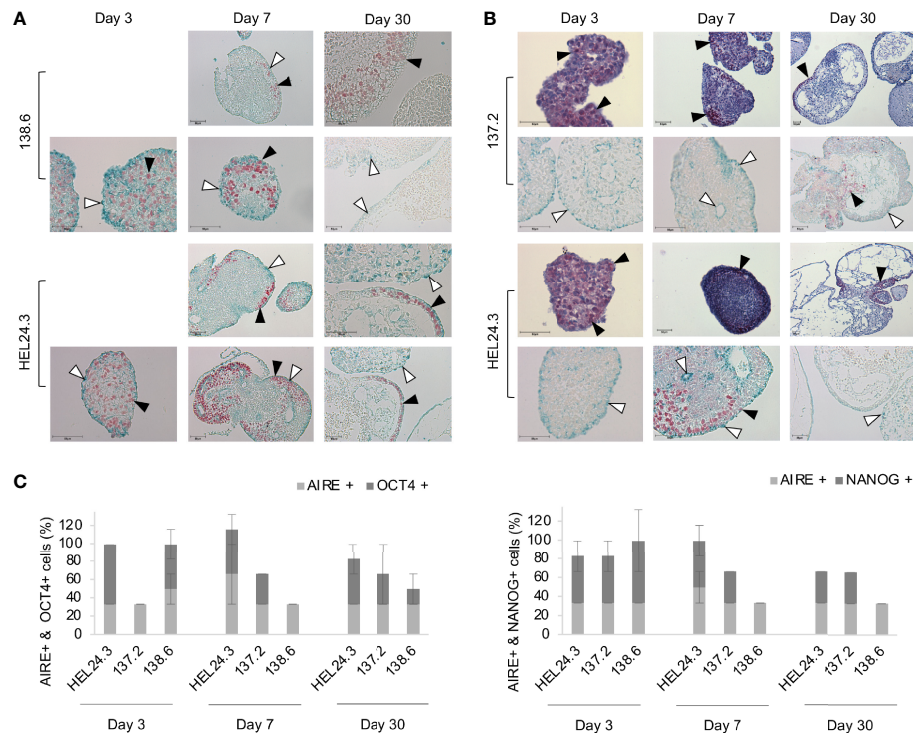 A
Day 3 Day 7 Day 30
138.6
HEL24.3
B
Day 3 Day 7 Day 30
137.2
HEL24.3
C
AIRE + OCT4 +
AIRE+ & OCT4+ cells (%)
120
100
80
60
40
20
0
HEL24.3 137.2 138.6 HEL24.3 137.2 138.6 HEL24.3 137.2 138.6
Day 3 Day 7 Day 30
AIRE + NANOG +
AIRE+ & NANOG+ cells (%)
120
100
80
60
40
20
0
HEL24.3 137.2 138.6 HEL24.3 137.2 138.6 HEL24.3 137.2 138.6
Day 3 Day 7 Day 30